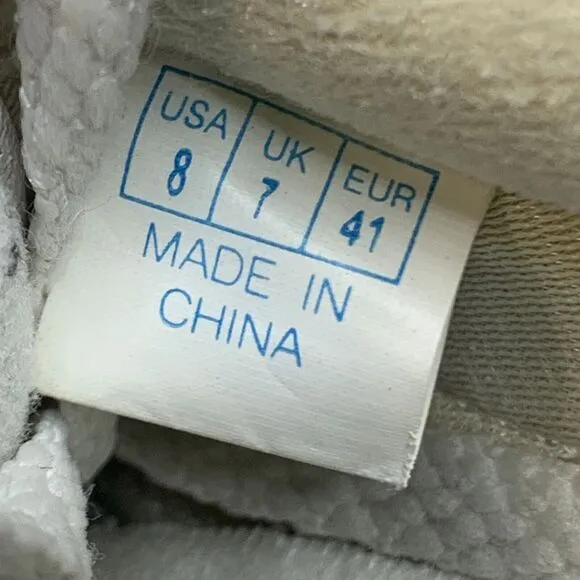 USA UK EUR
8 7 41
MADE IN
CHINA